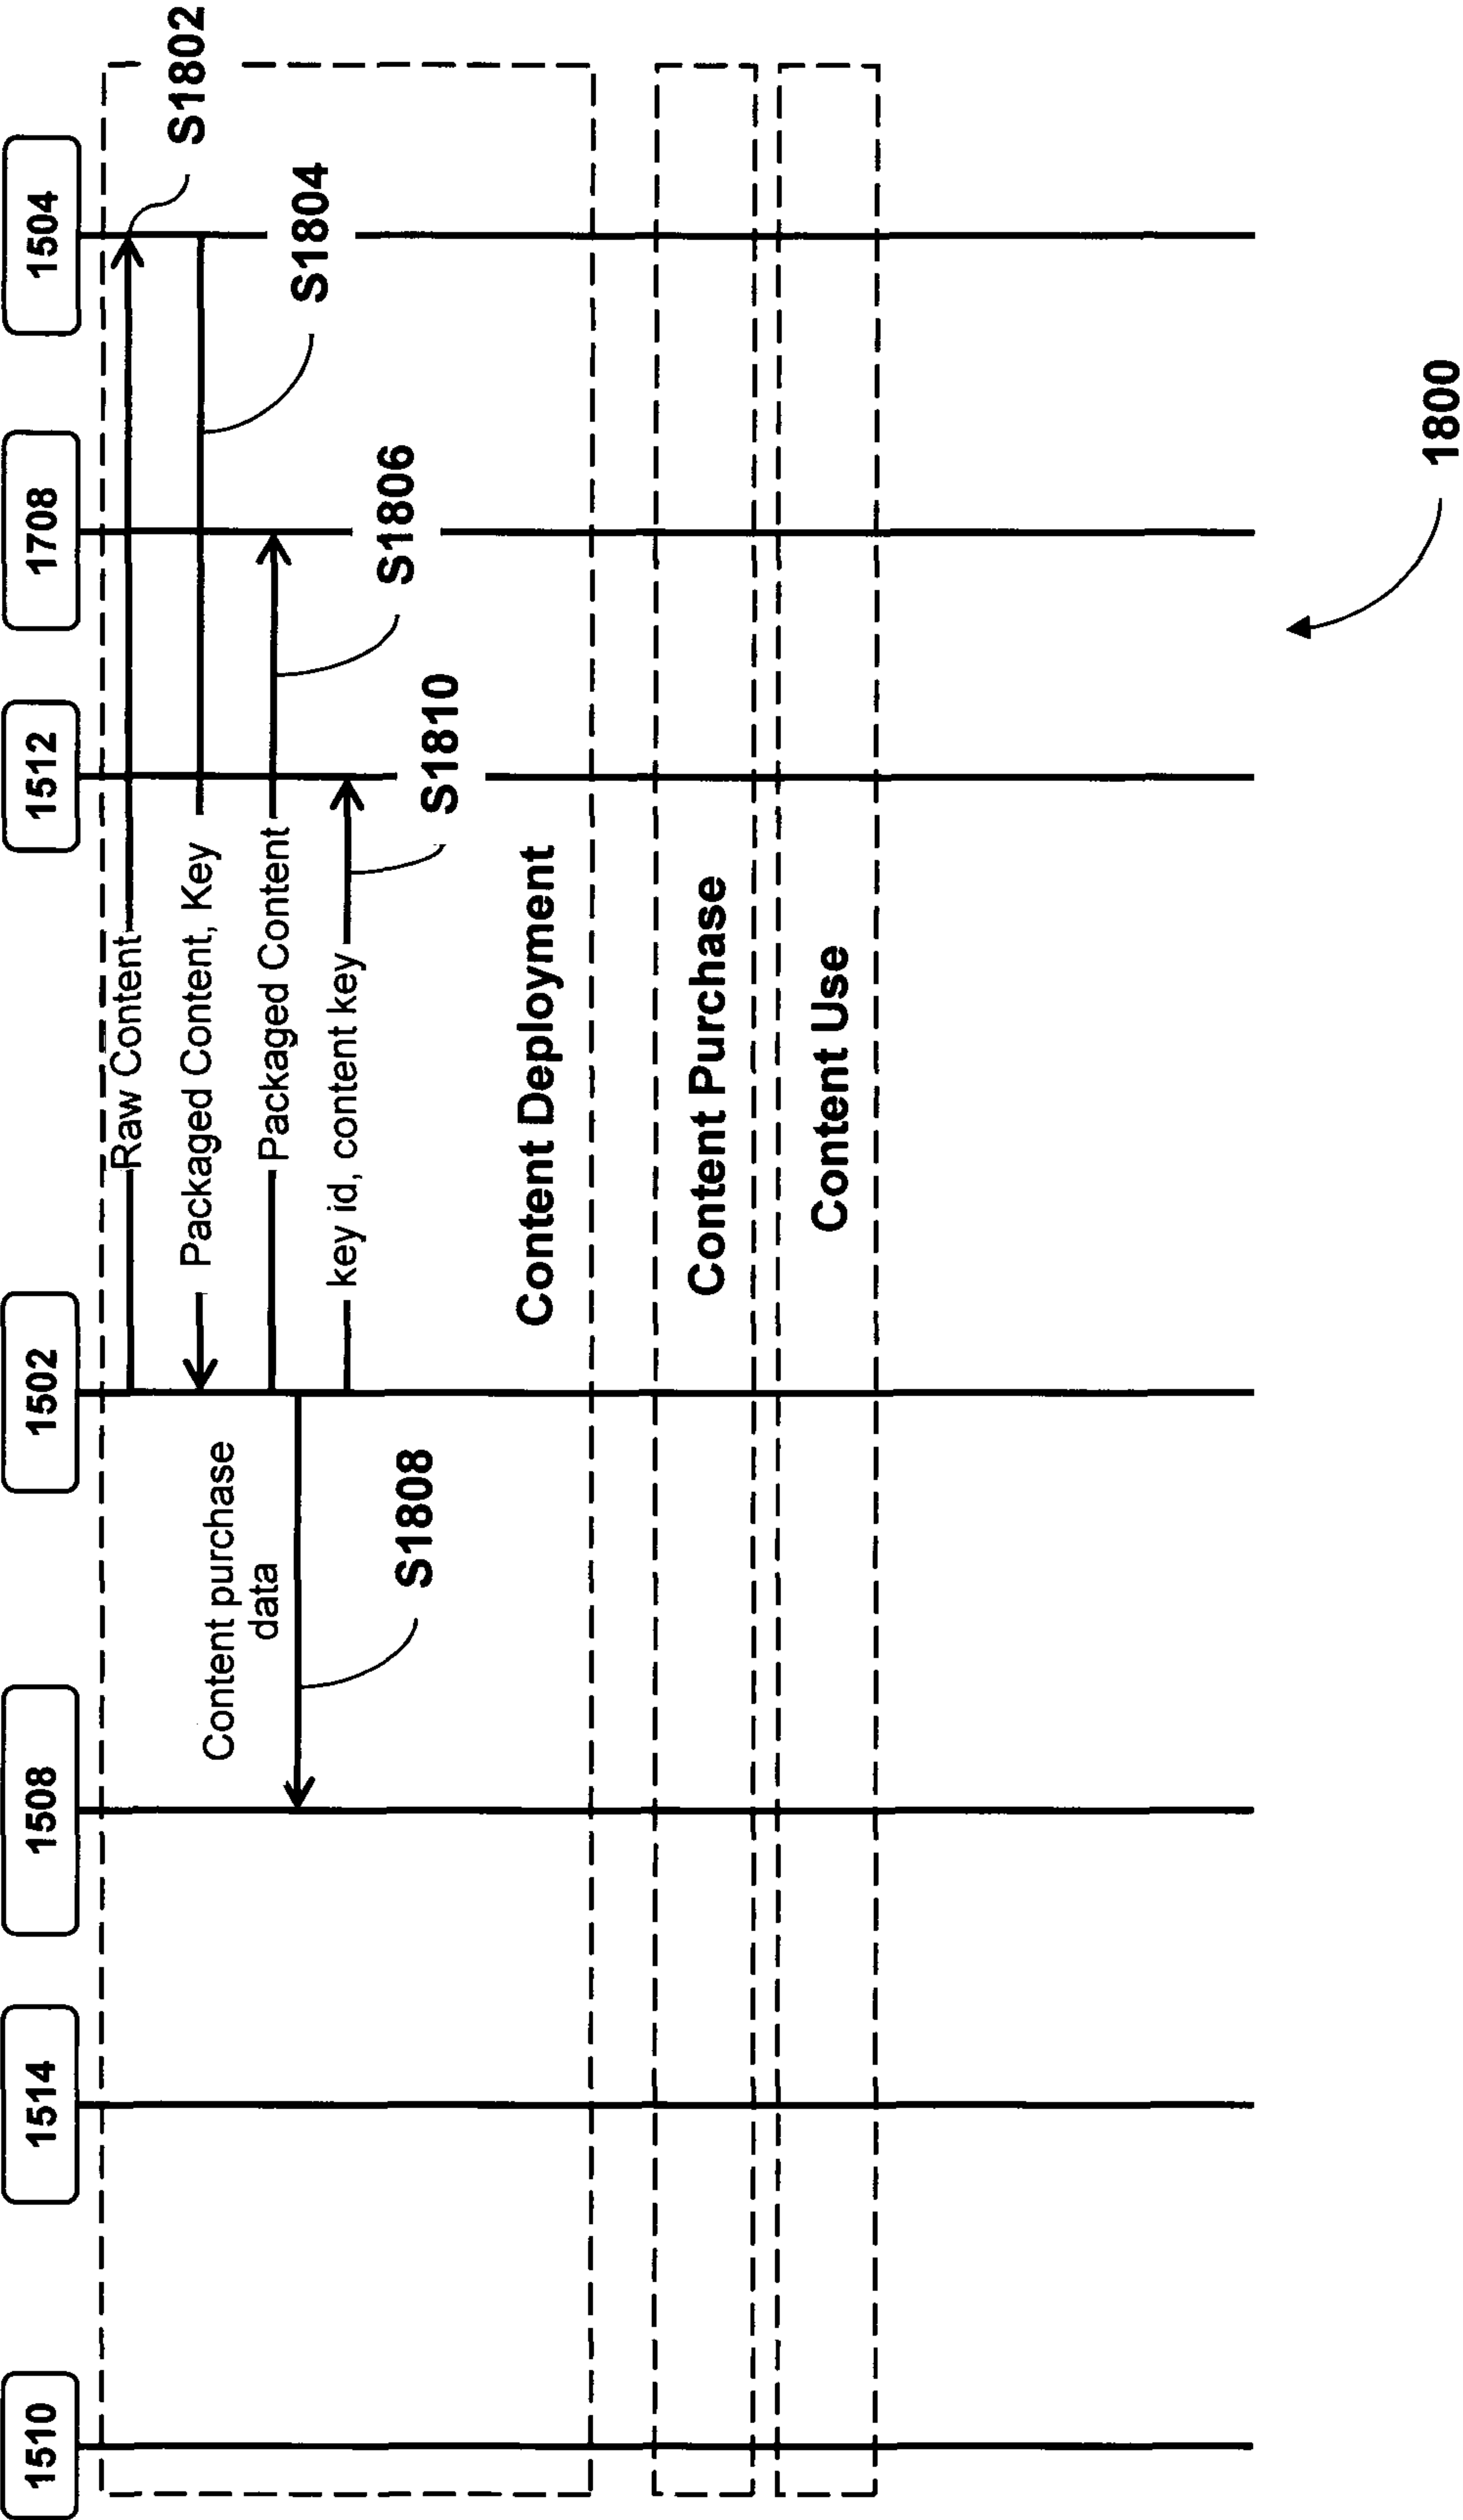 1510
1514
1508
1502
1512
1708
1504
Raw Content
S1802
Packaged Content, Key
S1804
Content purchase
data
Packaged Content
S1806
key id, content key
S1808
S1810
Content Deployment
Content Purchase
Content Use
1800